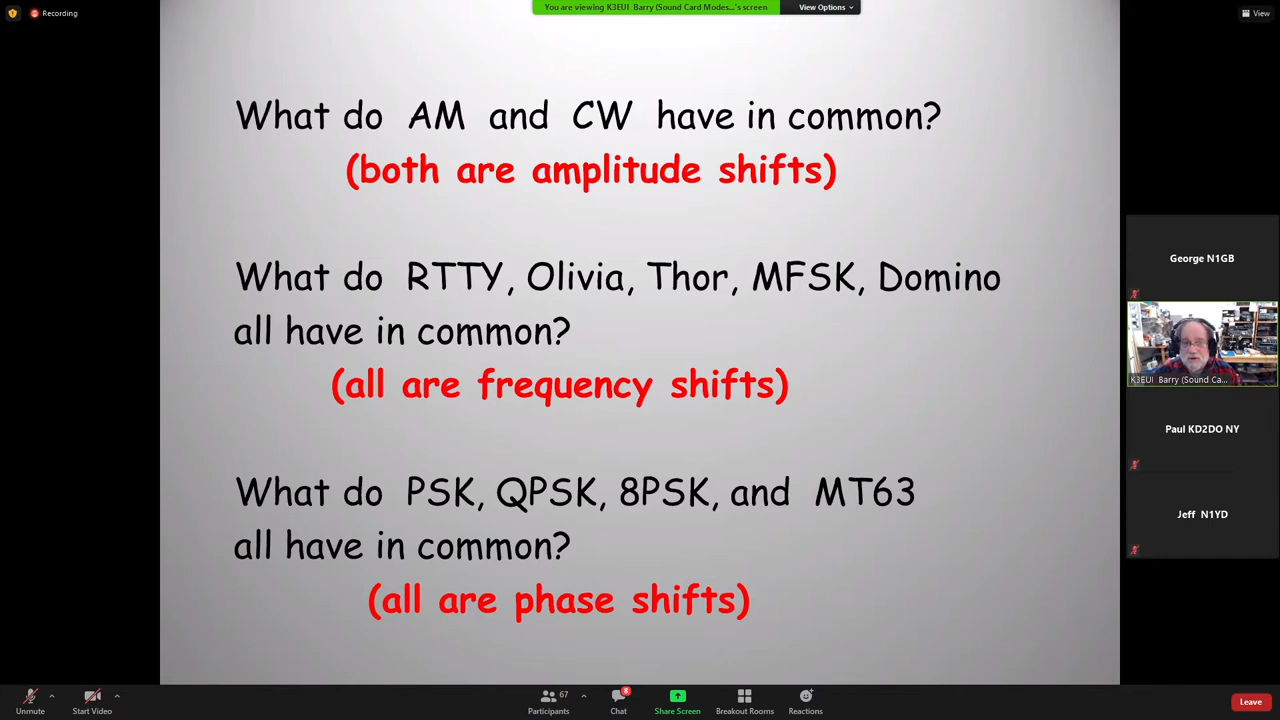 Recording
You are viewing K3EUI Barry (Sound Card Modes...'s screen
View Options
View
What do AM and CW have in common?
(both are amplitude shifts)
What do RTTY, Olivia, Thor, MFSK, Domino
all have in common?
(all are frequency shifts)
What do PSK, QPSK, 8PSK, and MT63
all have in common?
(all are phase shifts)
George N1GB
K3EUI Barry (Sound Ca...
Paul KD2DO NY
Jeff N1YD
Unmute
Start Video
67
Participants
8
Chat
Share Screen
Breakout Rooms
Reactions
Leave